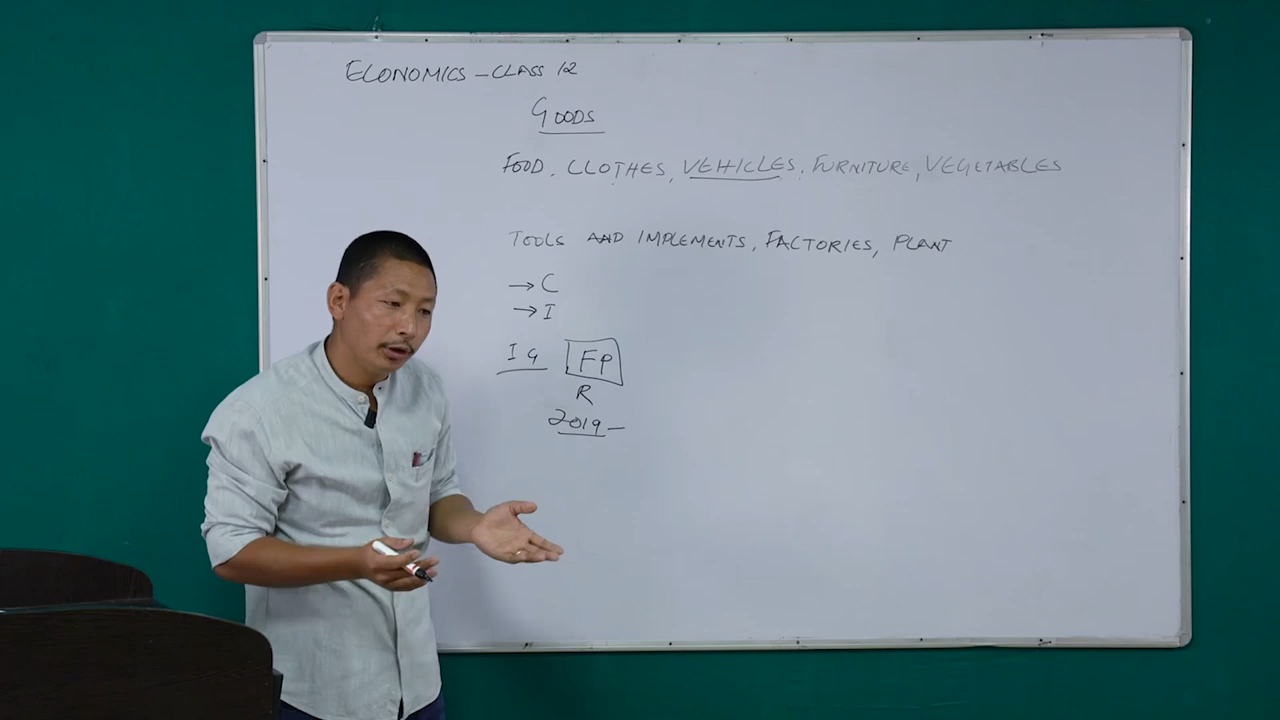 ECONOMICS - CLASS 12
GOODS
FOOD, CLOTHES, VEHICLES, FURNITURE, VEGETABLES
TOOLS AND IMPLEMENTS, FACTORIES, PLANT
→ C
→ I
I G FP
R
2019 -